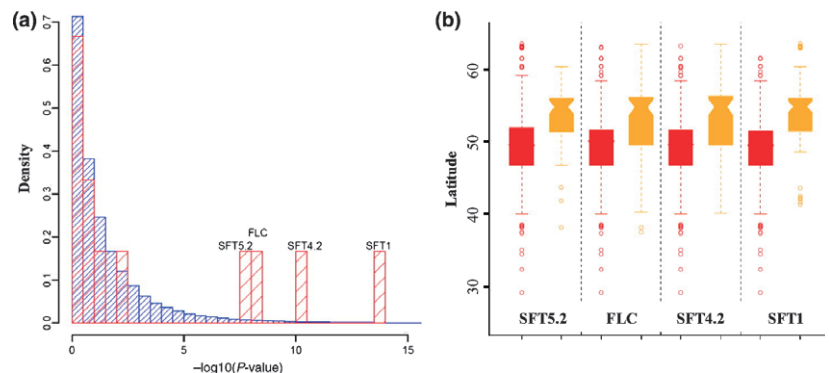 (a)
Density
0.7
0.6
0.5
0.4
0.3
0.2
0.1
0.0
FLC
SFT5.2
SFT4.2
SFT1
0
5
10
15
–log10(P-value)
(b)
Latitude
60
50
40
30
SFT5.2
FLC
SFT4.2
SFT1